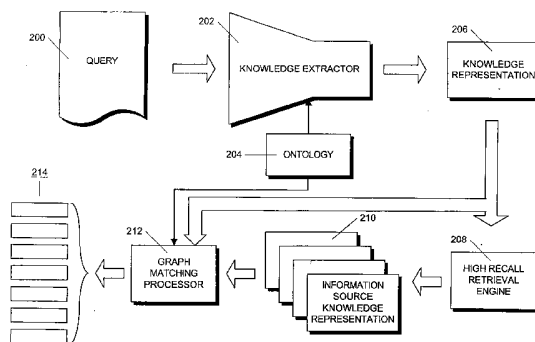 200
QUERY
202
KNOWLEDGE EXTRACTOR
206
KNOWLEDGE
REPRESENTATION
204
ONTOLOGY
214
212
GRAPH
MATCHING
PROCESSOR
210
INFORMATION
SOURCE
KNOWLEDGE
REPRESENTATION
208
HIGH RECALL
RETRIEVAL
ENGINE